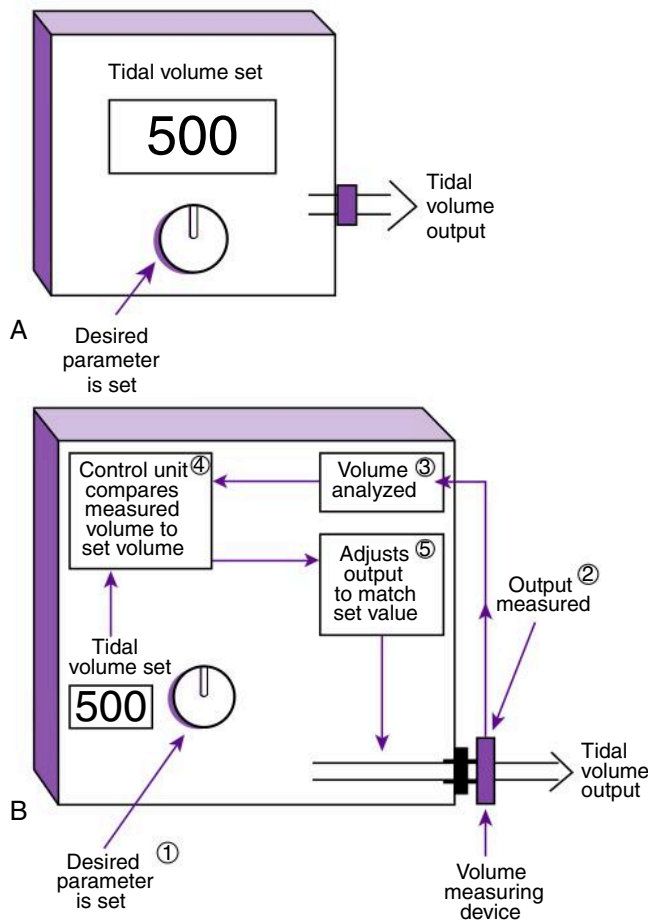 Tidal volume set
500
Tidal
volume
output
Desired
parameter
is set
A
Control unit ④
compares
measured
volume to
set volume
Volume ③
analyzed
Adjusts ⑤
output
to match
set value
Output ②
measured
Tidal
volume set
500
Tidal
volume
output
B
Desired ①
parameter
is set
Volume
measuring
device